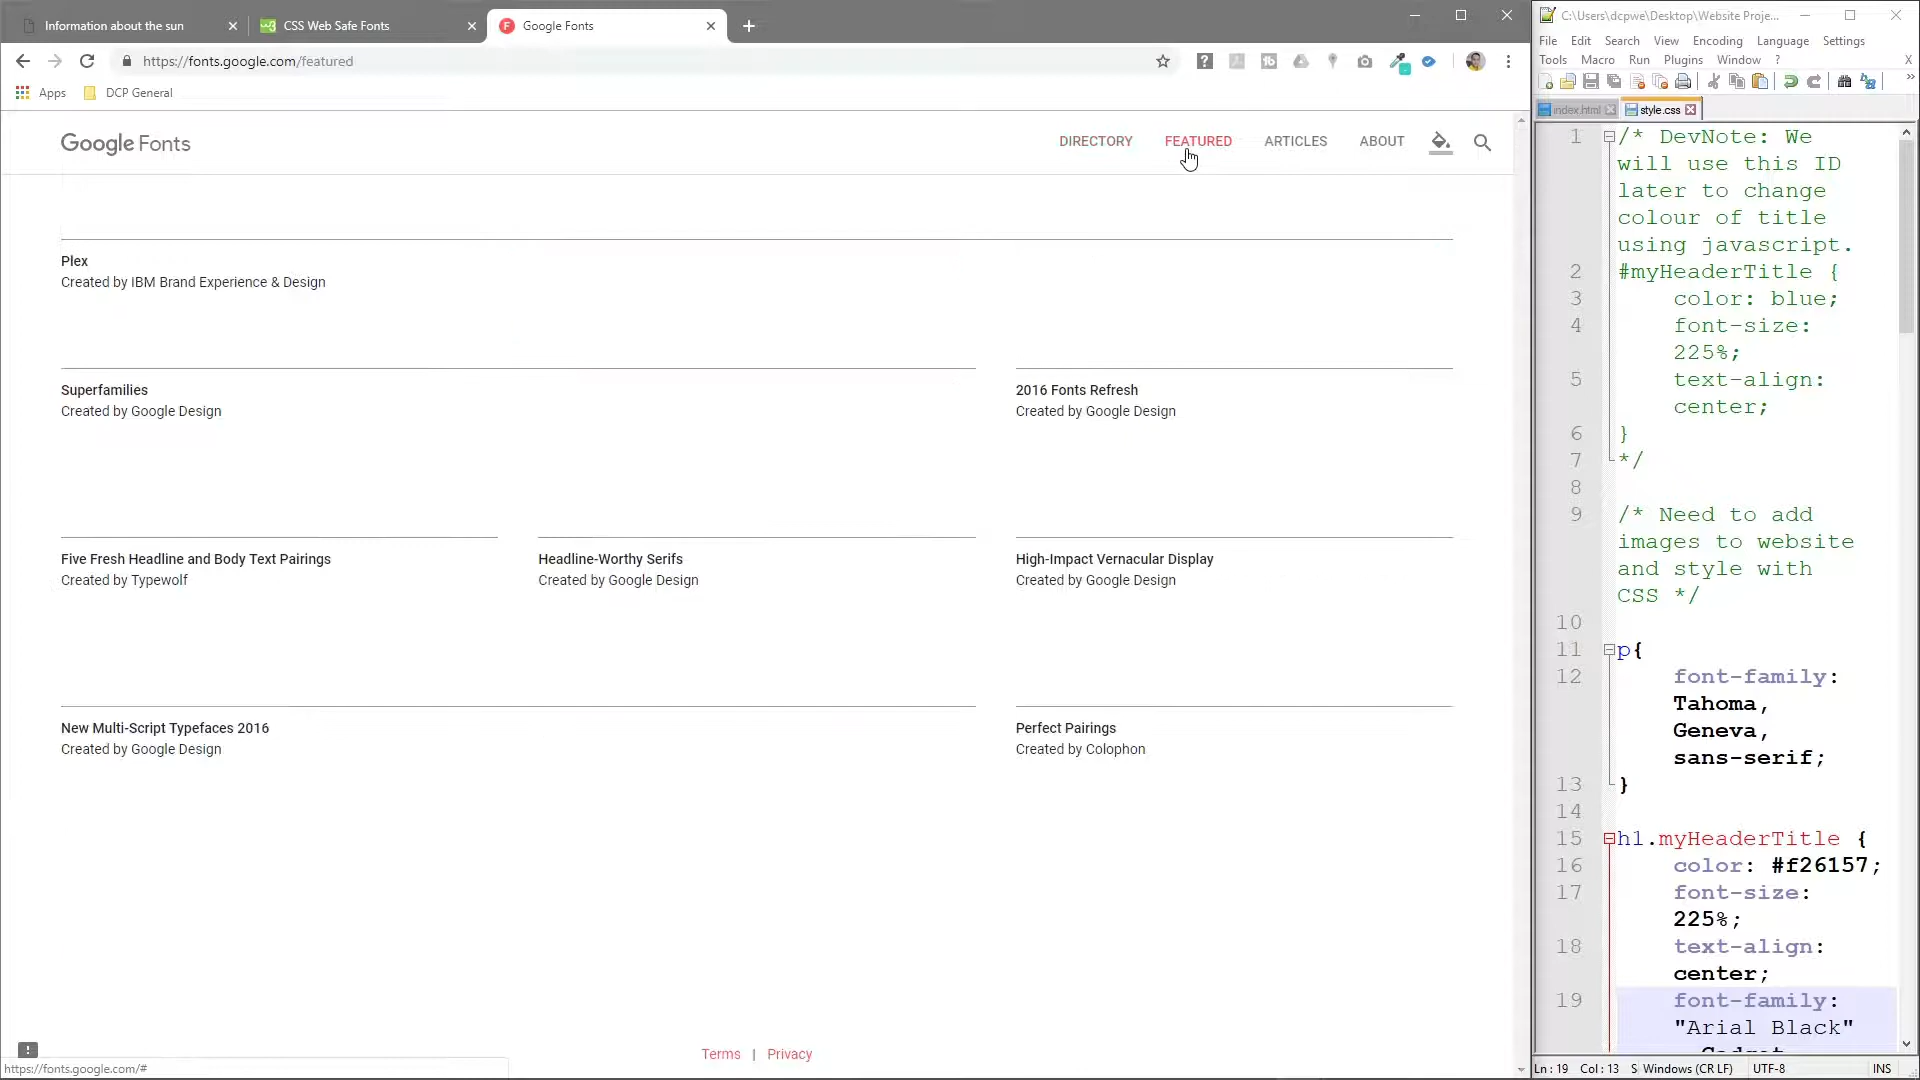 Information about the sun
CSS Web Safe Fonts
Google Fonts
https://fonts.google.com/featured
Apps
DCP General
Google Fonts
DIRECTORY
FEATURED
ARTICLES
ABOUT
Plex
Created by IBM Brand Experience & Design
Superfamilies
Created by Google Design
2016 Fonts Refresh
Created by Google Design
Five Fresh Headline and Body Text Pairings
Created by Typewolf
Headline-Worthy Serifs
Created by Google Design
High-Impact Vernacular Display
Created by Google Design
New Multi-Script Typefaces 2016
Created by Google Design
Perfect Pairings
Created by Colophon
Terms | Privacy
https://fonts.google.com/#
C:\Users\dcpwe\Desktop\Website Proje...
File Edit Search View Encoding Language Settings
Tools Macro Run Plugins Window ? X
index.html
style.css
1 /* DevNote: We
will use this ID
later to change
colour of title
using javascript.
2 #myHeaderTitle {
3 color: blue;
4 font-size:
225%;
5 text-align:
center;
6 }
7 */
8
9 /* Need to add
images to website
and style with
CSS */
10
11 p{
12 font-family:
Tahoma,
Geneva,
sans-serif;
13 }
14
15 h1.myHeaderTitle {
16 color: #f26157;
17 font-size:
225%;
18 text-align:
center;
19 font-family:
"Arial Black"
, Gadget,
Ln : 19 Col : 13 S Windows (CR LF) UTF-8 INS